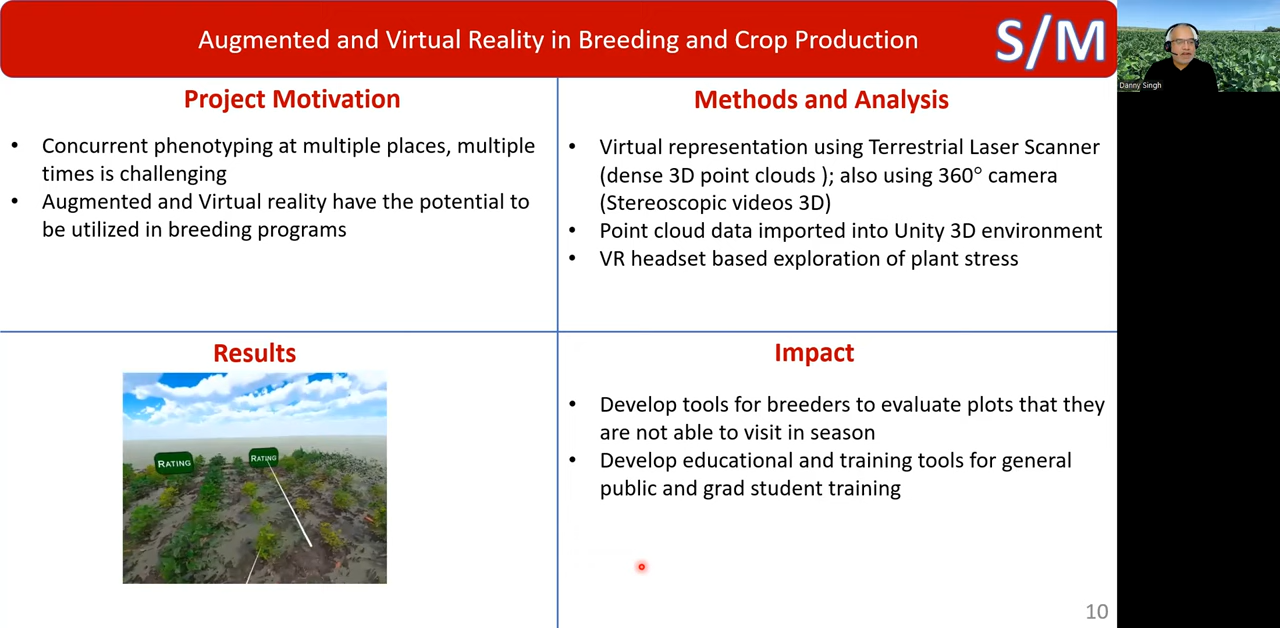 Augmented and Virtual Reality in Breeding and Crop Production
S/M
Danny Singh
Project Motivation
• Concurrent phenotyping at multiple places, multiple
times is challenging
• Augmented and Virtual reality have the potential to
be utilized in breeding programs
Methods and Analysis
• Virtual representation using Terrestrial Laser Scanner
(dense 3D point clouds ); also using 360° camera
(Stereoscopic videos 3D)
• Point cloud data imported into Unity 3D environment
• VR headset based exploration of plant stress
Results
RATING
RATING
Impact
• Develop tools for breeders to evaluate plots that they
are not able to visit in season
• Develop educational and training tools for general
public and grad student training
10